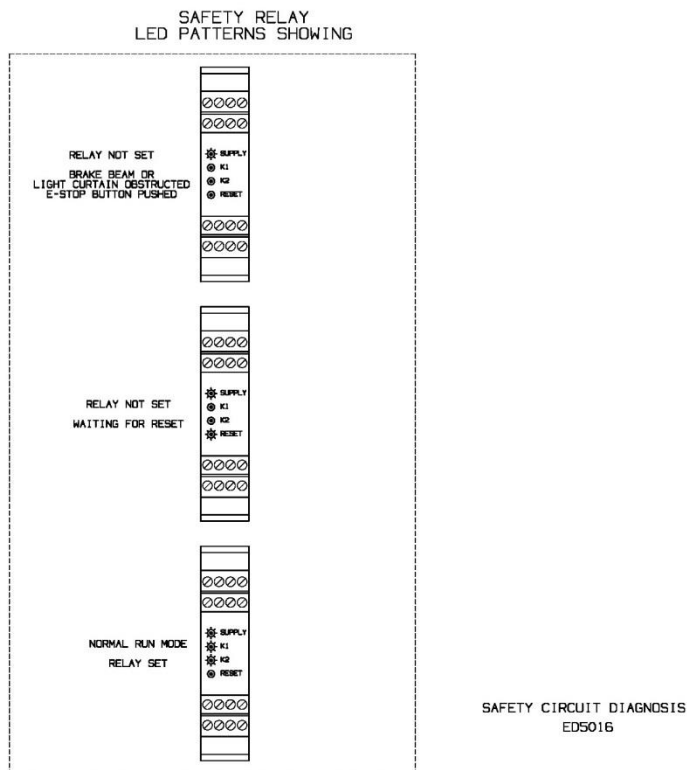 SAFETY RELAY
LED PATTERNS SHOWING
RELAY NOT SET
BRAKE BEAM OR
LIGHT CURTAIN OBSTRUCTED
E-STOP BUTTON PUSHED
SUPPLY
K1
K2
RESET
RELAY NOT SET
WAITING FOR RESET
SUPPLY
K1
K2
RESET
NORMAL RUN MODE
RELAY SET
SUPPLY
K1
K2
RESET
SAFETY CIRCUIT DIAGNOSIS
ED5016